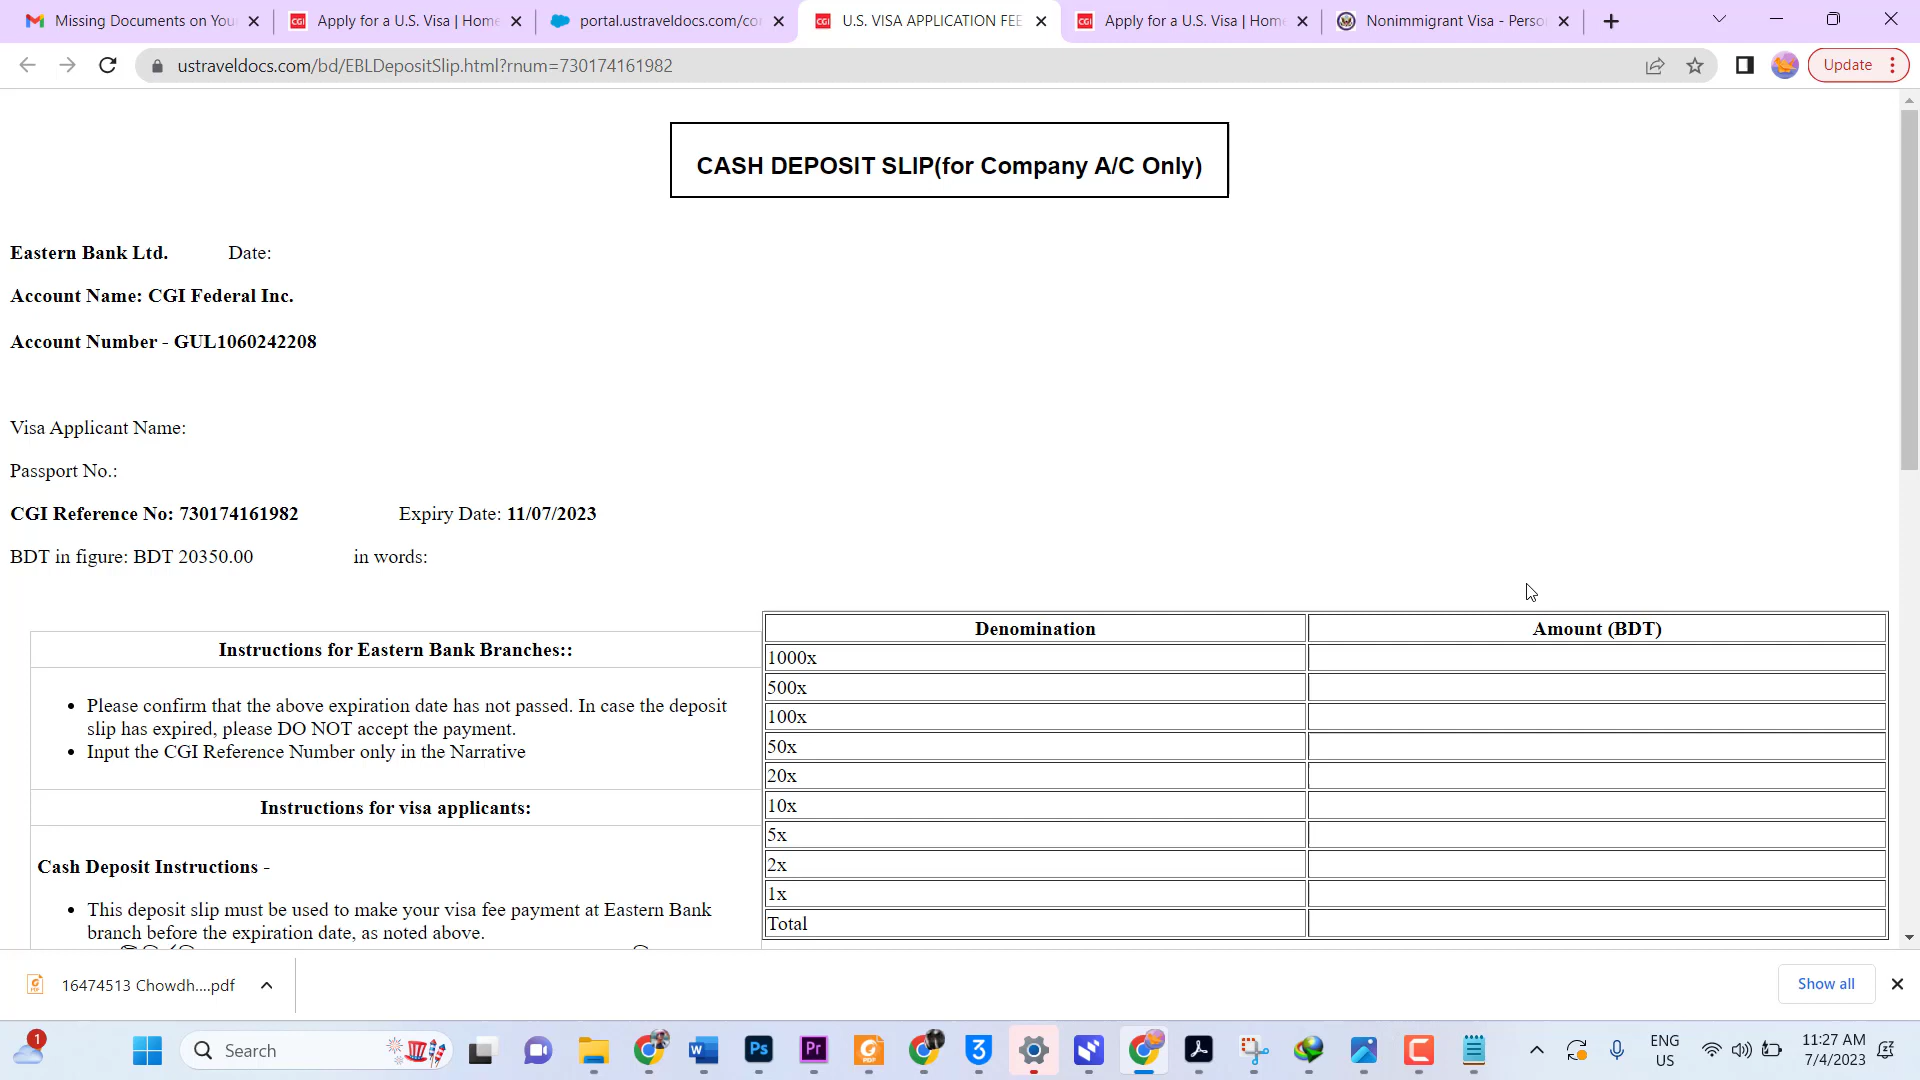 Missing Documents on You
Apply for a U.S. Visa | Home
portal.ustraveldocs.com/con
U.S. VISA APPLICATION FEE
Apply for a U.S. Visa | Home
Nonimmigrant Visa - Perso
ustraveldocs.com/bd/EBLDepositSlip.html?rnum=730174161982
Update
CASH DEPOSIT SLIP(for Company A/C Only)
Eastern Bank Ltd. Date:
Account Name: CGI Federal Inc.
Account Number - GUL1060242208
Visa Applicant Name:
Passport No.:
CGI Reference No: 730174161982 Expiry Date: 11/07/2023
BDT in figure: BDT 20350.00 in words:
Instructions for Eastern Bank Branches::
Please confirm that the above expiration date has not passed. In case the deposit
slip has expired, please DO NOT accept the payment.
Input the CGI Reference Number only in the Narrative
Instructions for visa applicants:
Cash Deposit Instructions -
This deposit slip must be used to make your visa fee payment at Eastern Bank
branch before the expiration date, as noted above.
Denomination Amount (BDT)
1000x
500x
100x
50x
20x
10x
5x
2x
1x
Total
16474513 Chowdh....pdf
Show all
1
Search
W
Ps
Pr
3
ENG
US
11:27 AM
7/4/2023